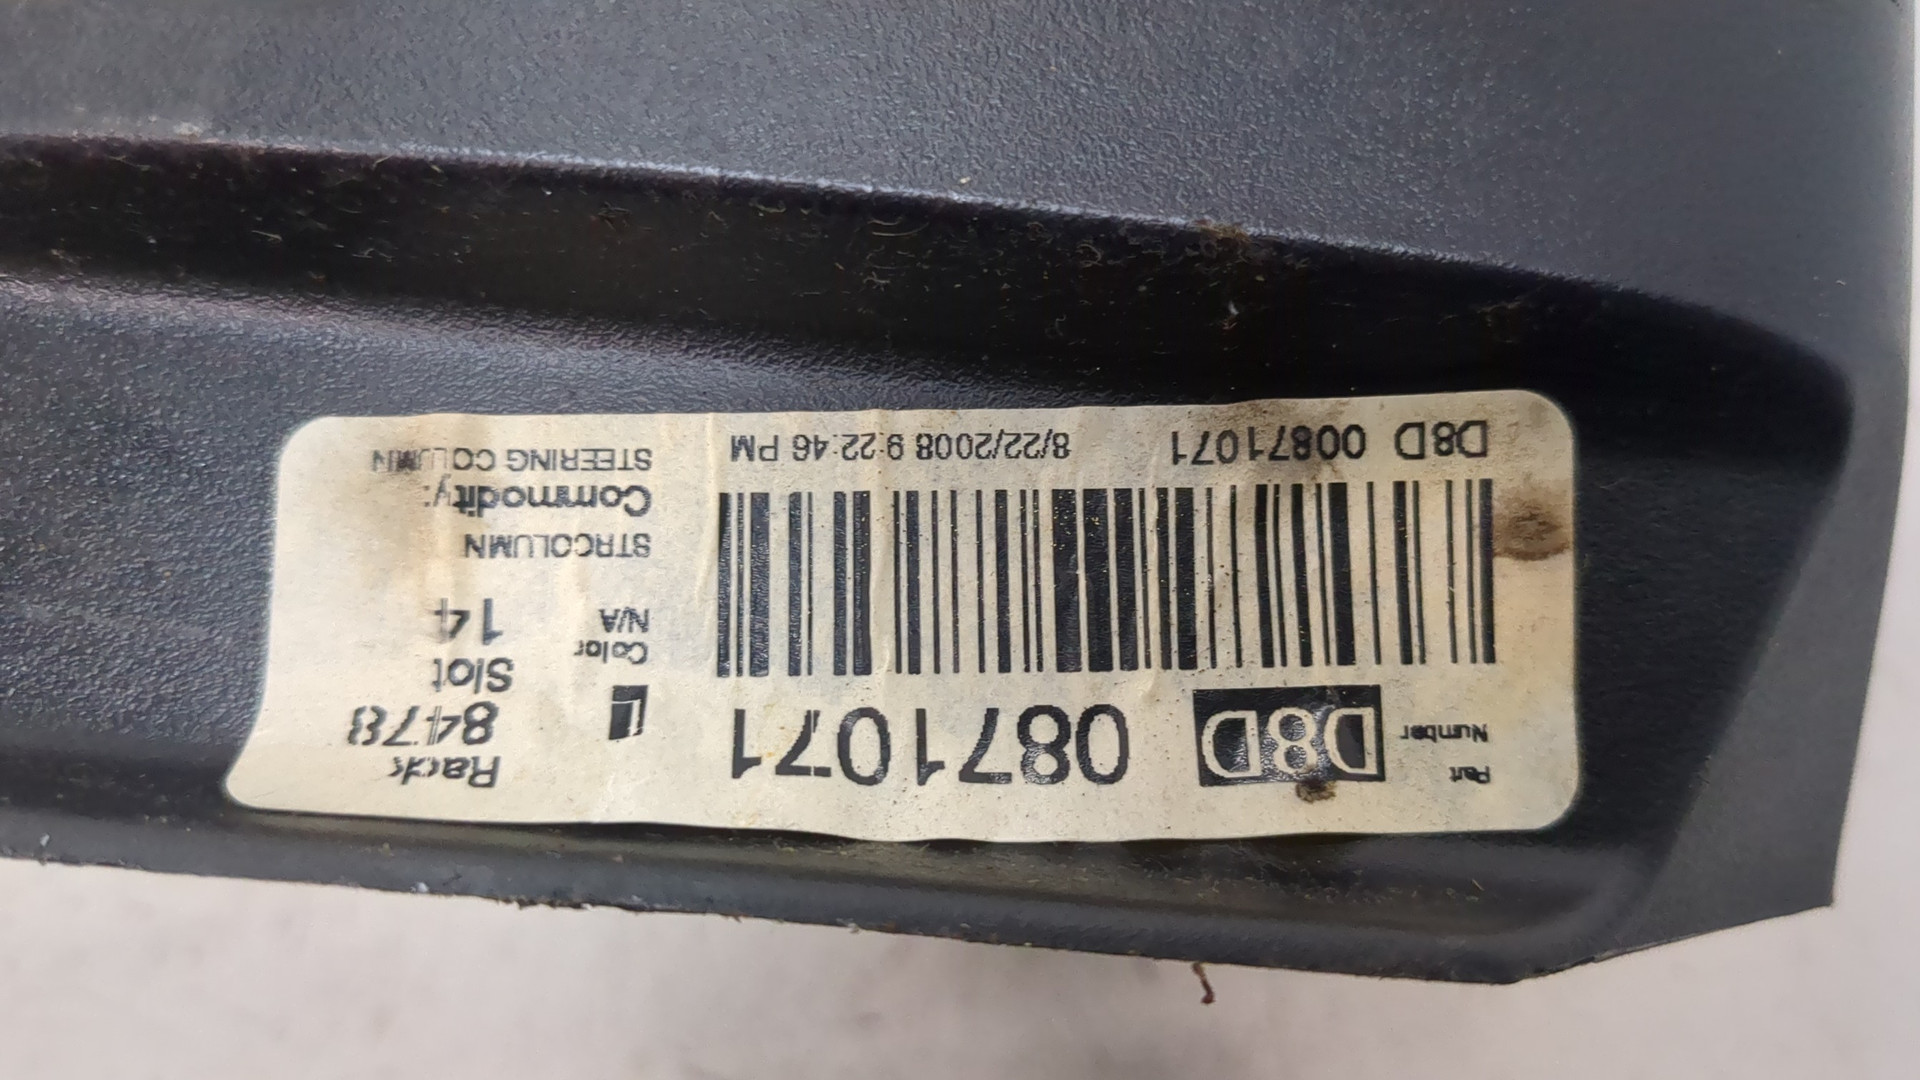 Part
Number
D8D 0871071
L
Rack
8478
Slot
14
Color
N/A
STRCOLUMN
Commodity:
STEERING COLUMN
D8D 00871071
8/22/2008 9:22:46 PM